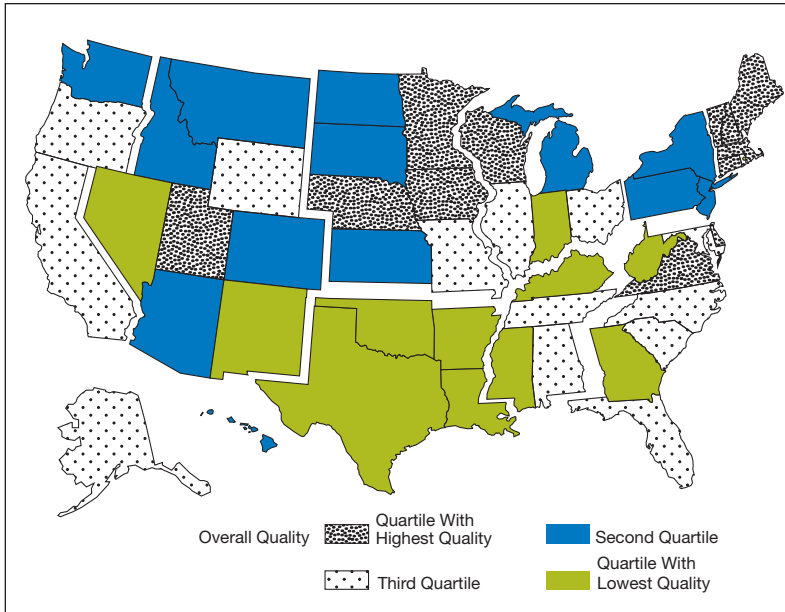 Overall Quality
Quartile With
Highest Quality
Second Quartile
Third Quartile
Quartile With
Lowest Quality